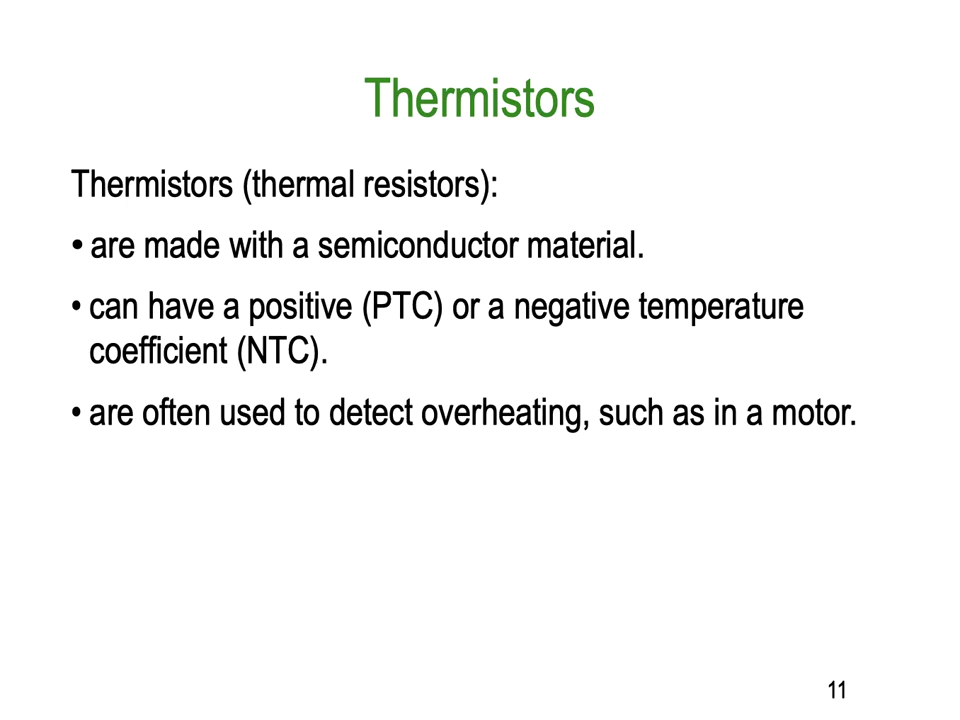 Thermistors
Thermistors (thermal resistors):
• are made with a semiconductor material.
• can have a positive (PTC) or a negative temperature
coefficient (NTC).
• are often used to detect overheating, such as in a motor.
11